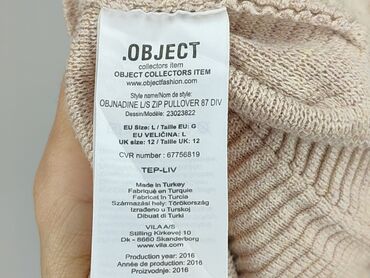 .OBJECT
collectors item
OBJECT COLLECTORS ITEM
www.objectfashion.com
Style name/Nom de style:
OBJNADINE L/S ZIP PULLOVER 87 DIV
Dessin/Modèle: 23023822
EU Size: L / Taille EU: G
EU VELIČINA: L
UK size: 12 / Taille UK: 12
CVR number : 67756819
TEP-LIV
Made in Turkey
Fabriqué en Turquie
Fabricat in Turcia
Származási hely: Törökország
Izrađeno u Turskoj
Dibuat di Turki
VILA A/S
Stilling Kirkevej 10
Dk - 8660 Skanderborg
www.vila.com
Production year: 2016
Année de production: 2016
Proizvodnje: 2016